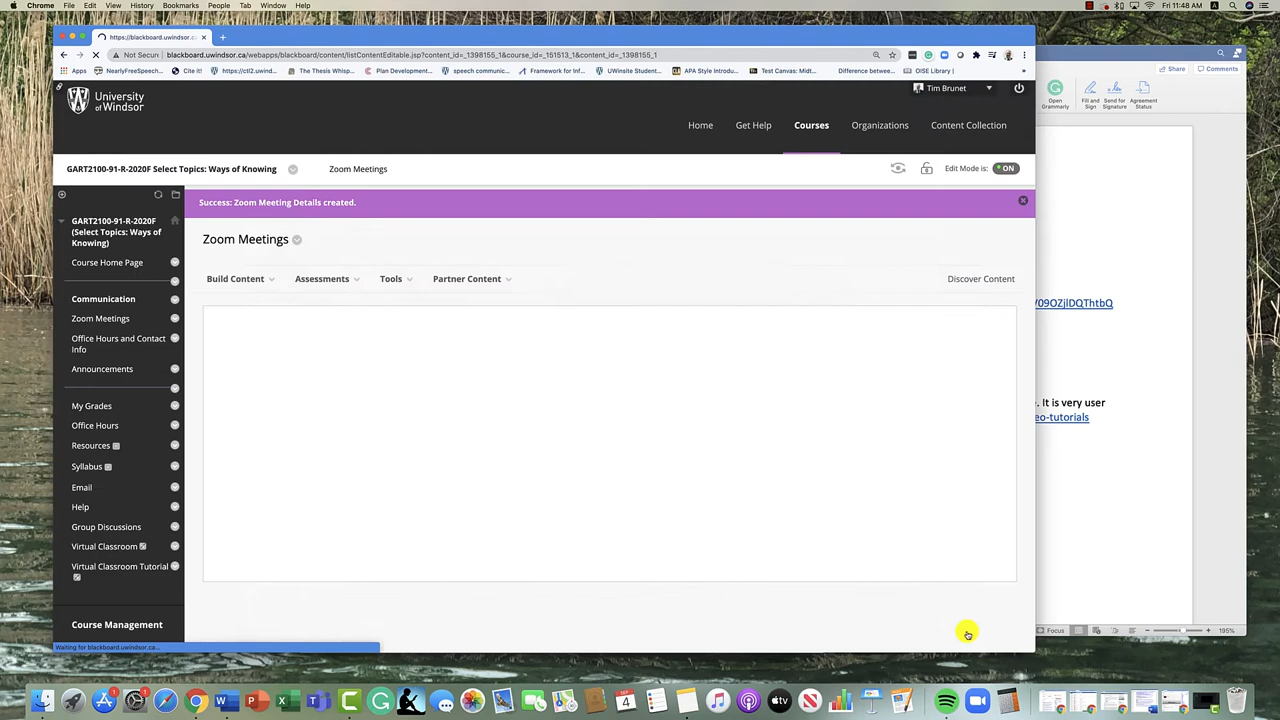 Chrome File Edit View History Bookmarks People Tab Window Help
Fri 11:48 AM
https://blackboard.uwindsor.ca/
Not Secure blackboard.uwindsor.ca/webapps/blackboard/content/listContentEditable.jsp?content_id=_1398155_1&course_id=_151513_1&content_id=_1398155_1
Apps NearlyFreeSpeech Cite it! https://ctl2.uwind... The Thesis Whisp... Plan Development... speech communic... Framework for Inf... UWinsite Student... APA Style Introduc... Test Canvas: Midt... Difference betwee... OISE Library |
Share Comments
University
of Windsor
Tim Brunet
Home Get Help Courses Organizations Content Collection
Open
Grammarly
Fill and
Sign
Send for
Signature
Agreement
Status
GART2100-91-R-2020F Select Topics: Ways of Knowing
Zoom Meetings
Edit Mode is: ON
Success: Zoom Meeting Details created.
GART2100-91-R-2020F
(Select Topics: Ways of
Knowing)
Course Home Page
Communication
Zoom Meetings
Office Hours and Contact
Info
Announcements
My Grades
Office Hours
Resources
Syllabus
Email
Help
Group Discussions
Virtual Classroom
Virtual Classroom Tutorial
Course Management
Zoom Meetings
Build Content Assessments Tools Partner Content Discover Content
/09OZjlDQThtbQ
. It is very user
eo-tutorials
Focus 195%
Waiting for blackboard.uwindsor.ca...
SEP
4